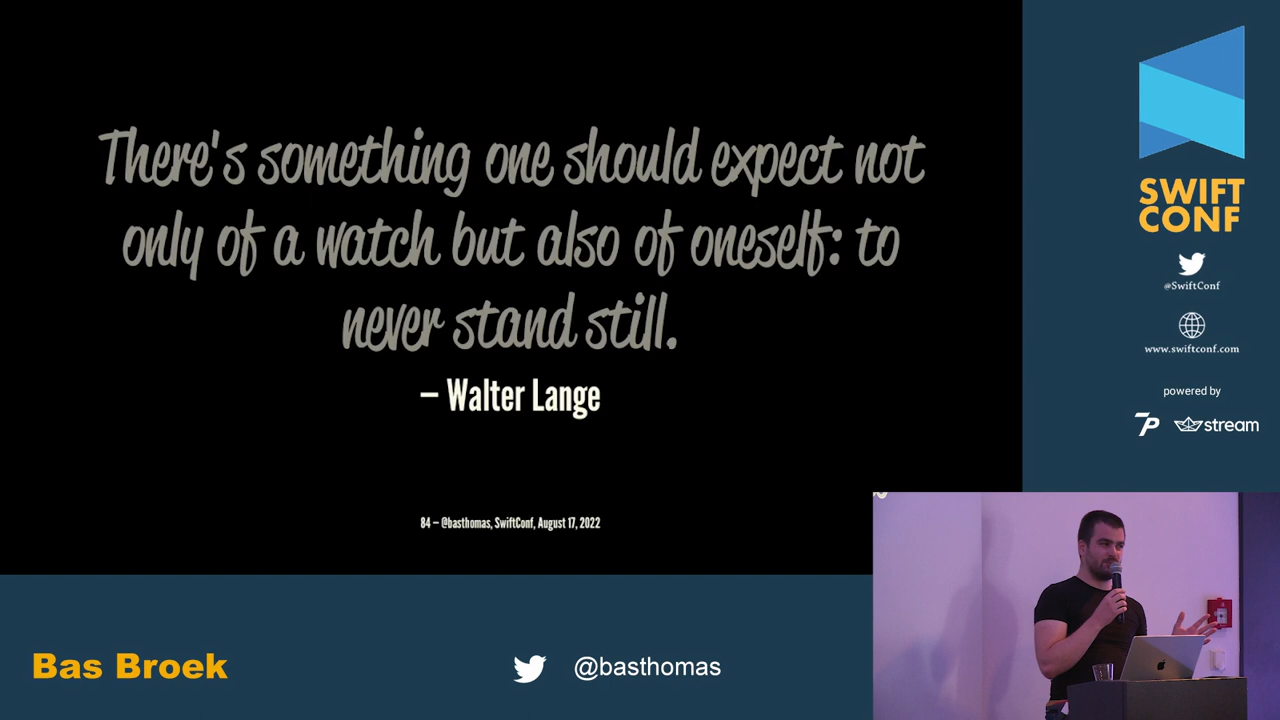 There's something one should expect not
only of a watch but also of oneself: to
never stand still.
— Walter Lange
84 — @basthomas, SwiftConf, August 17, 2022
SWIFT
CONF
@SwiftConf
www.swiftconf.com
powered by
7P stream
Bas Broek
@basthomas